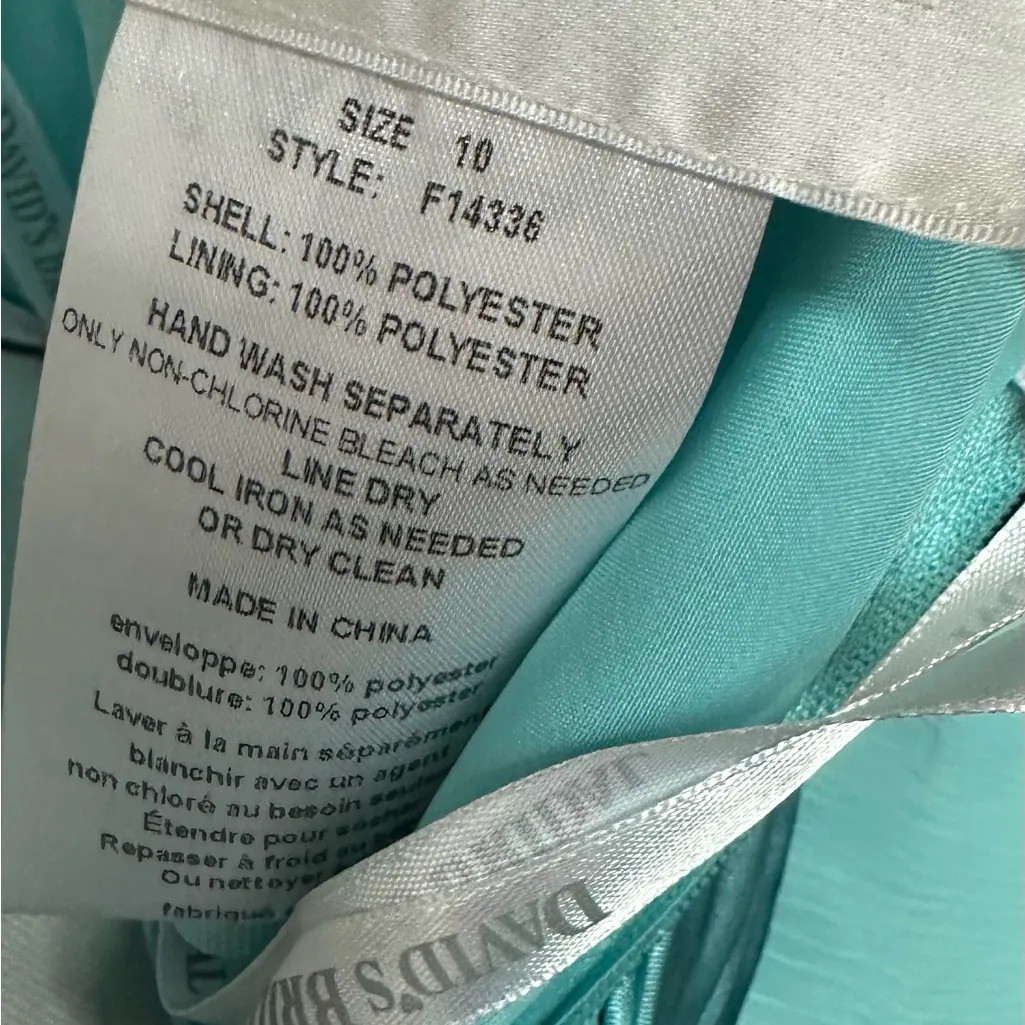 SIZE 10
STYLE: F14336
SHELL: 100% POLYESTER
LINING: 100% POLYESTER
HAND WASH SEPARATELY
ONLY NON-CHLORINE BLEACH AS NEEDED
LINE DRY
COOL IRON AS NEEDED
OR DRY CLEAN
MADE IN CHINA
enveloppe: 100% polyester
doublure: 100% polyester
Laver à la main séparément
blanchir avec un agent
non chloré au besoin
Étendre pour
Repasser à froid
Ou
DAVID'S
DAVID'S